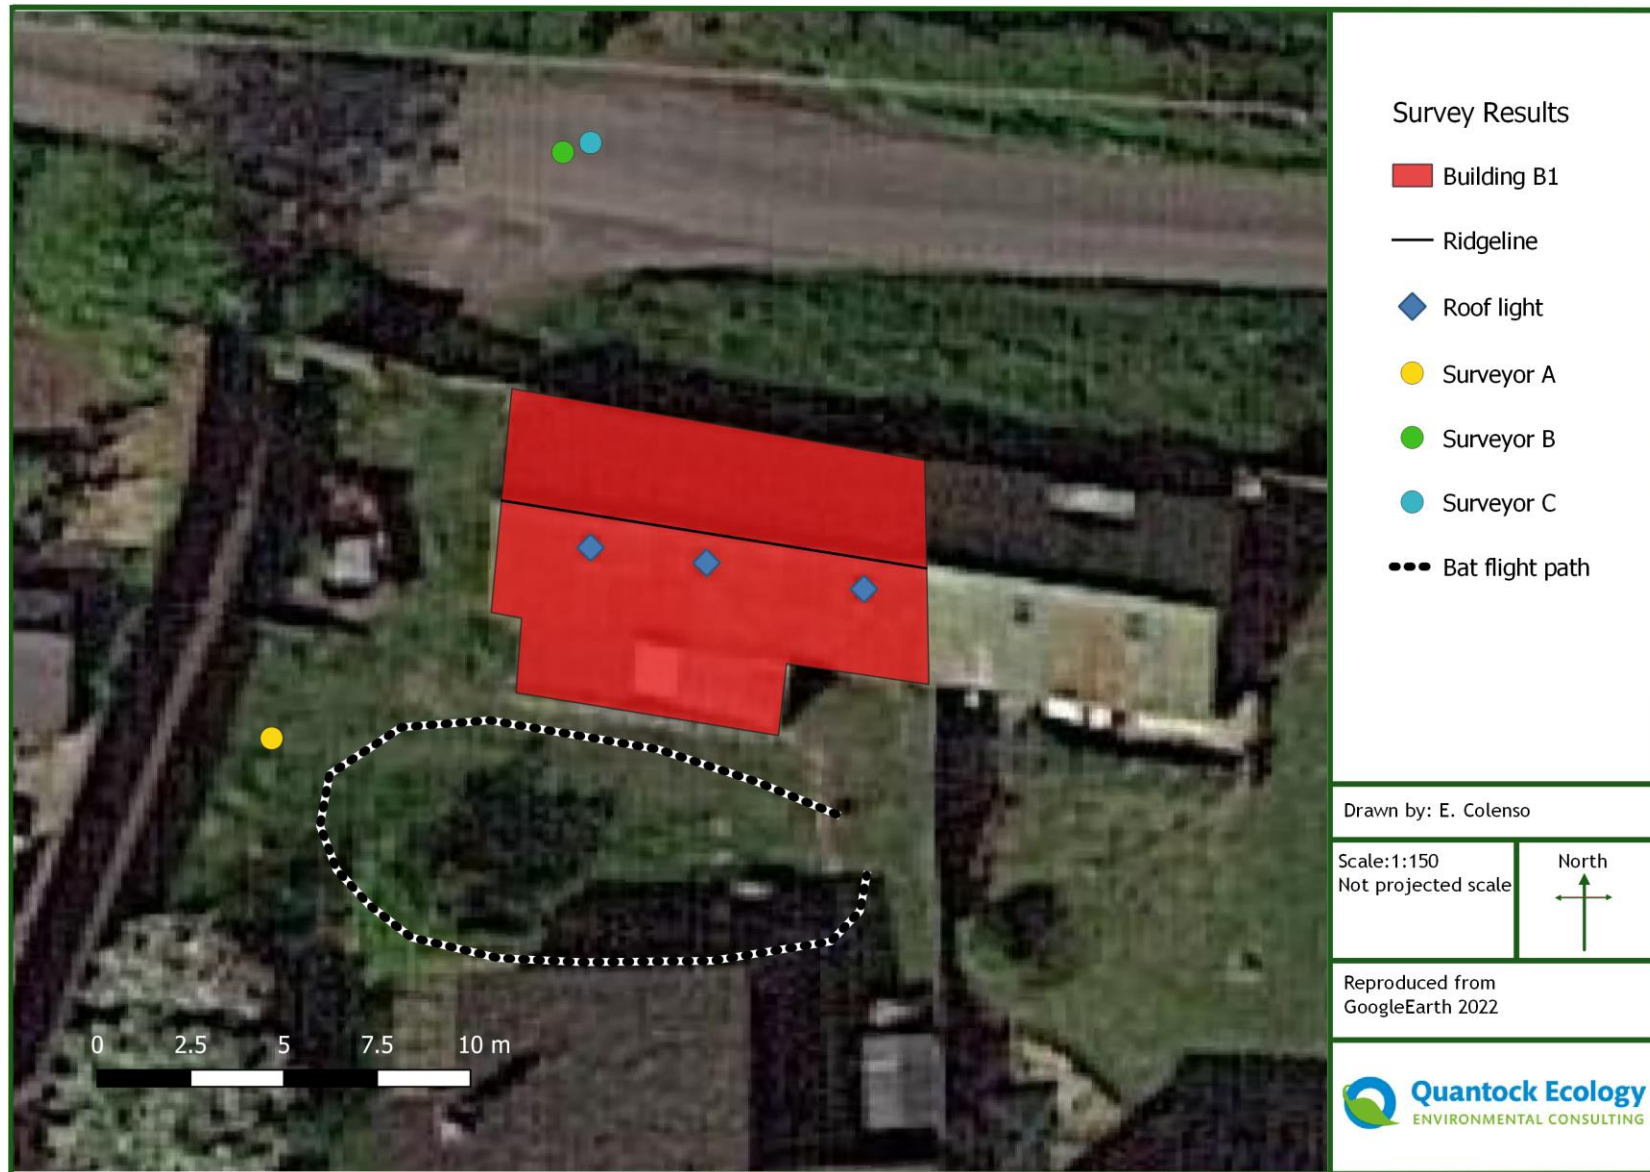 Survey Results
Building B1
Ridgeline
Roof light
Surveyor A
Surveyor B
Surveyor C
Bat flight path
Drawn by: E. Colenso
Scale:1:150
Not projected scale
North
Reproduced from
GoogleEarth 2022
Quantock Ecology
ENVIRONMENTAL CONSULTING
0 2.5 5 7.5 10 m